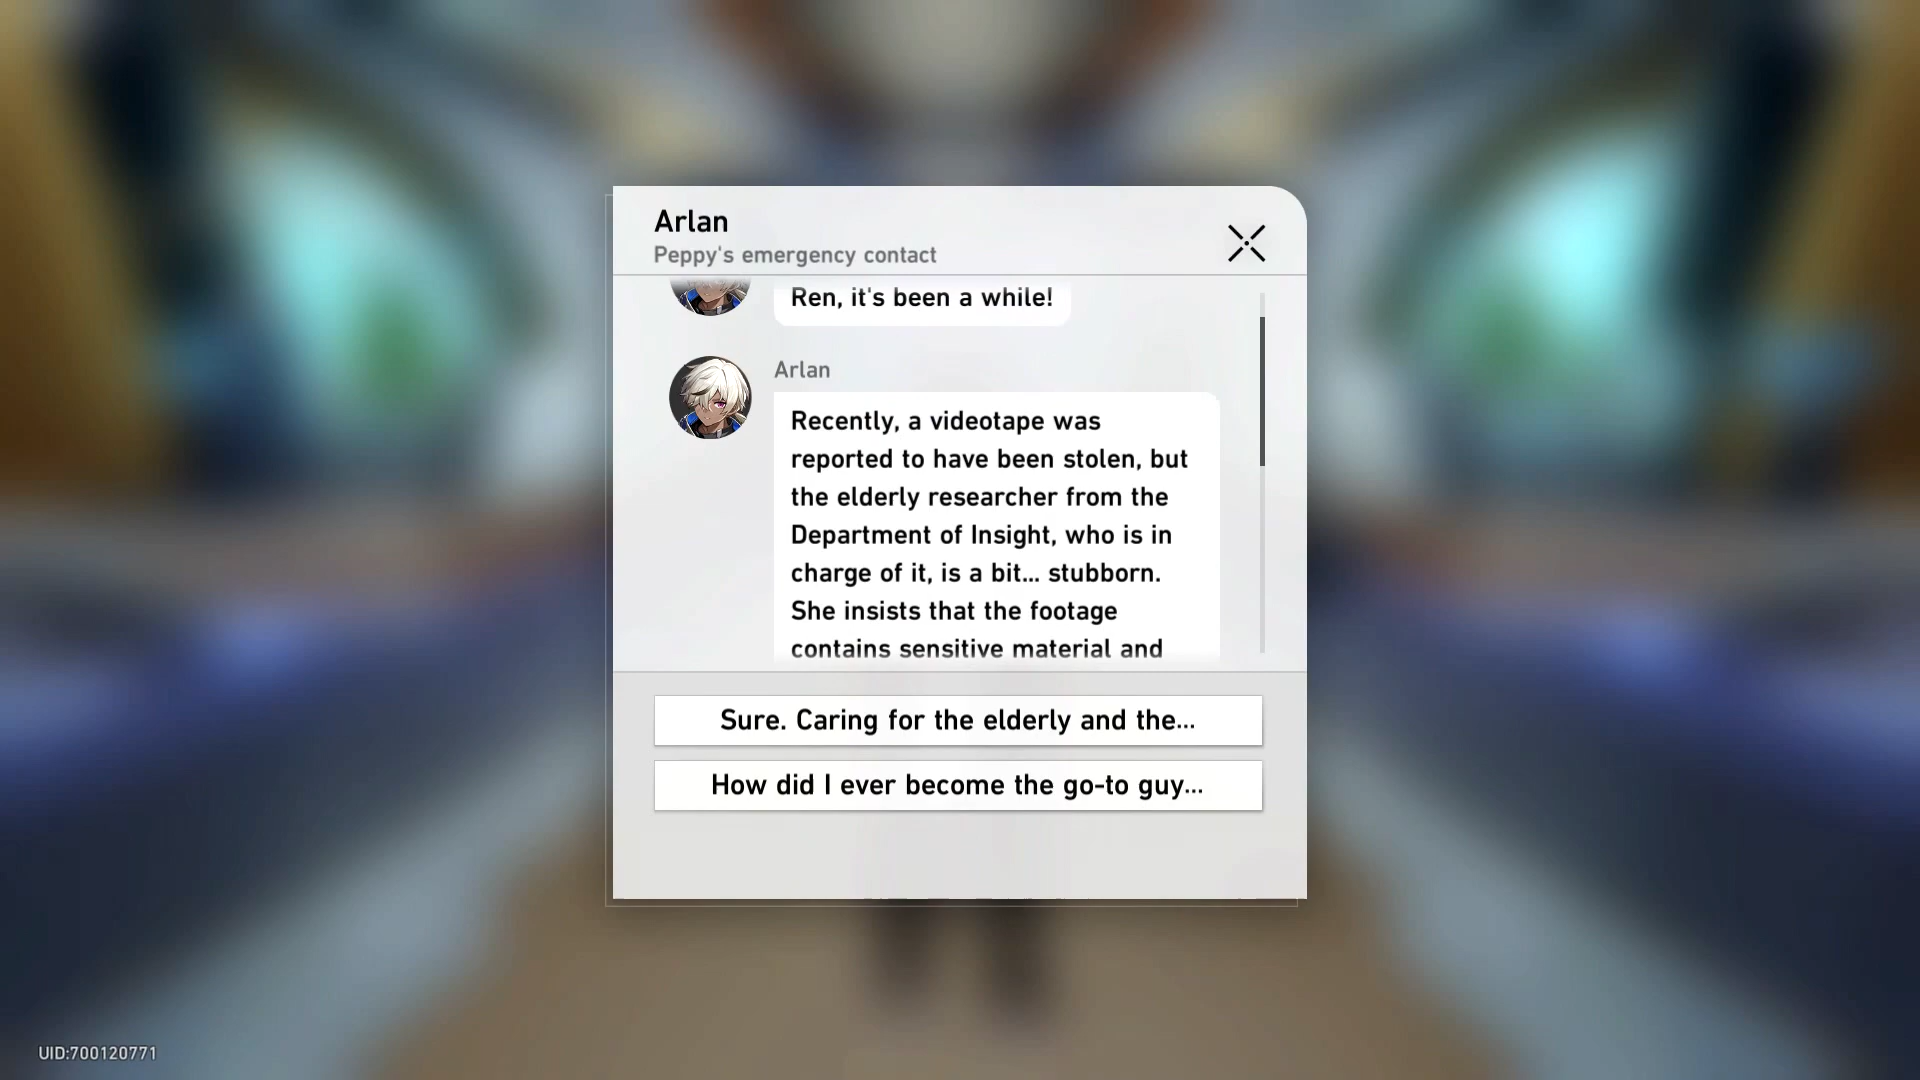 Arlan
Peppy's emergency contact
Ren, it's been a while!
Arlan
Recently, a videotape was
reported to have been stolen, but
the elderly researcher from the
Department of Insight, who is in
charge of it, is a bit... stubborn.
She insists that the footage
contains sensitive material and
Sure. Caring for the elderly and the...
How did I ever become the go-to guy...
UID:700120771